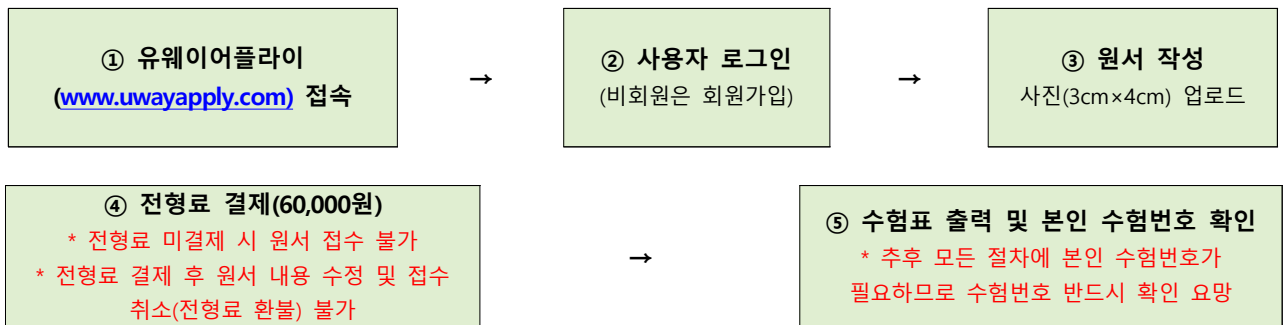 ① 유웨이어플라이
(www.uwayapply.com) 접속
→
② 사용자 로그인
(비회원은 회원가입)
→
③ 원서 작성
사진(3cm×4cm) 업로드
④ 전형료 결제(60,000원)
* 전형료 미결제 시 원서 접수 불가
* 전형료 결제 후 원서 내용 수정 및 접수
취소(전형료 환불) 불가
→
⑤ 수험표 출력 및 본인 수험번호 확인
* 추후 모든 절차에 본인 수험번호가
필요하므로 수험번호 반드시 확인 요망